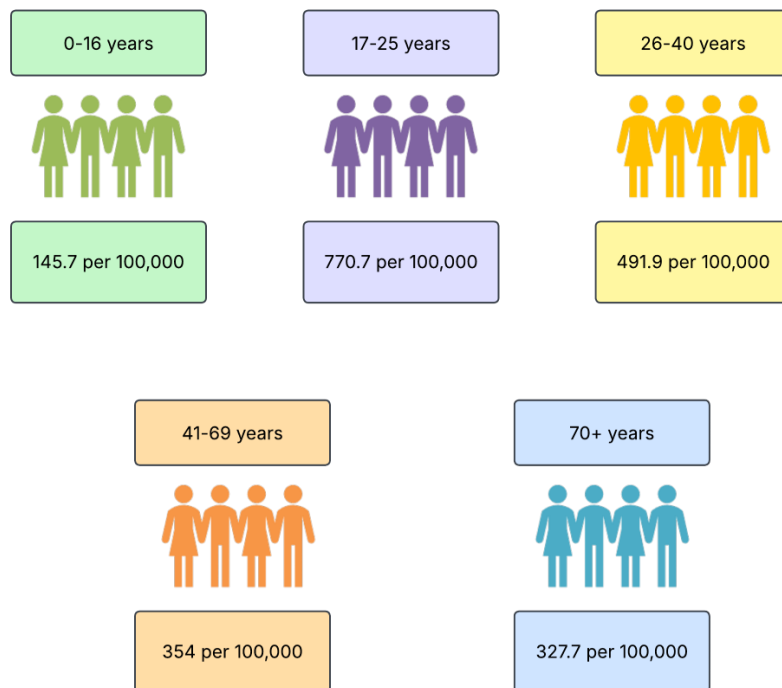 0-16 years
17-25 years
26-40 years
145.7 per 100,000
770.7 per 100,000
491.9 per 100,000
41-69 years
70+ years
354 per 100,000
327.7 per 100,000